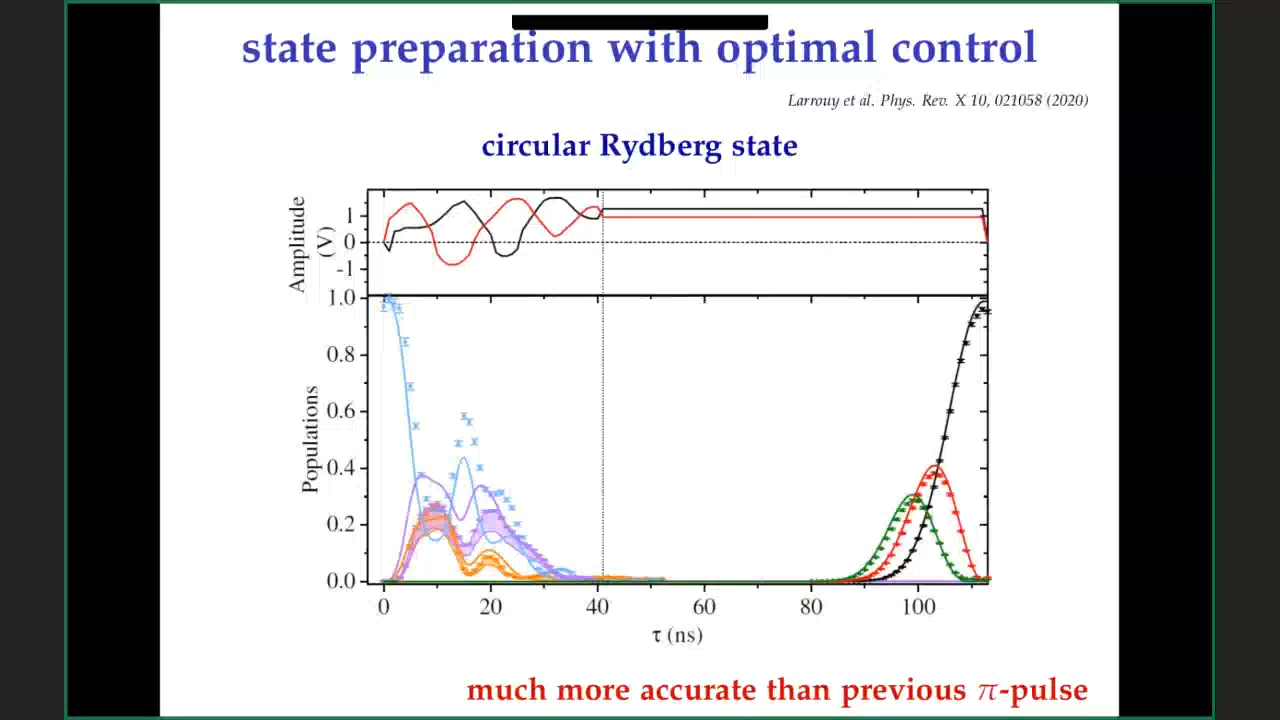 state preparation with optimal control
Larrouy et al. Phys. Rev. X 10, 021058 (2020)
circular Rydberg state
Amplitude
(V)
1
0
-1
Populations
1.0
0.8
0.6
0.4
0.2
0.0
0 20 40 60 80 100
τ (ns)
much more accurate than previous π-pulse